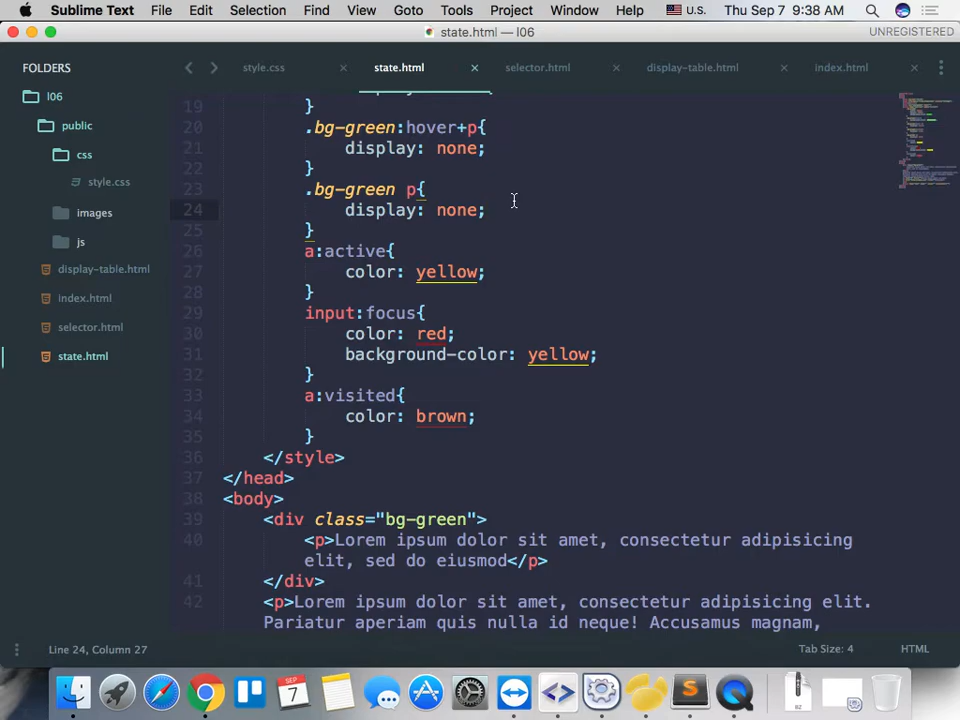 Sublime Text File Edit Selection Find View Goto Tools Project Window Help U.S. Thu Sep 7 9:38 AM
state.html — l06 UNREGISTERED
FOLDERS
l06
public
css
style.css
images
js
display-table.html
index.html
selector.html
state.html
style.css × state.html × selector.html × display-table.html × index.html ×
19 }
20 .bg-green:hover+p{
21 display: none;
22 }
23 .bg-green p{
24 display: none;
25 }
26 a:active{
27 color: yellow;
28 }
29 input:focus{
30 color: red;
31 background-color: yellow;
32 }
33 a:visited{
34 color: brown;
35 }
36 </style>
37 </head>
38 <body>
39 <div class="bg-green">
40 <p>Lorem ipsum dolor sit amet, consectetur adipisicing
elit, sed do eiusmod</p>
41 </div>
42 <p>Lorem ipsum dolor sit amet, consectetur adipisicing elit.
Pariatur aperiam quis nulla id neque! Accusamus magnam,
Line 24, Column 27 Tab Size: 4 HTML
SEP
7